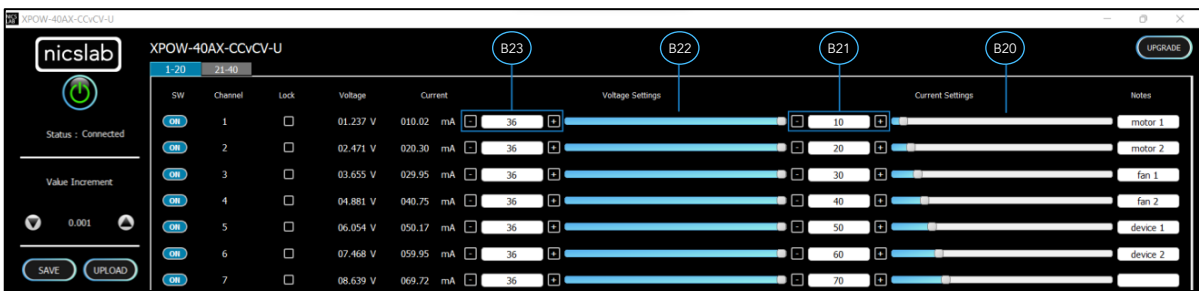 NICS LAB XPOW-40AX-CCvCV-U
nicslab
XPOW-40AX-CCvCV-U B23 B22 B21 B20 UPGRADE
1-20 21-40
SW Channel Lock Voltage Current Voltage Settings Current Settings Notes
ON 1 01.237 V 010.02 mA - 36 + - 10 + motor 1
Status : Connected
ON 2 02.471 V 020.30 mA - 36 + - 20 + motor 2
Value Increment
ON 3 03.655 V 029.95 mA - 36 + - 30 + fan 1
ON 4 04.881 V 040.75 mA - 36 + - 40 + fan 2
0.001
ON 5 06.054 V 050.17 mA - 36 + - 50 + device 1
ON 6 07.468 V 059.95 mA - 36 + - 60 + device 2
SAVE UPLOAD
ON 7 08.639 V 069.72 mA - 36 + - 70 +